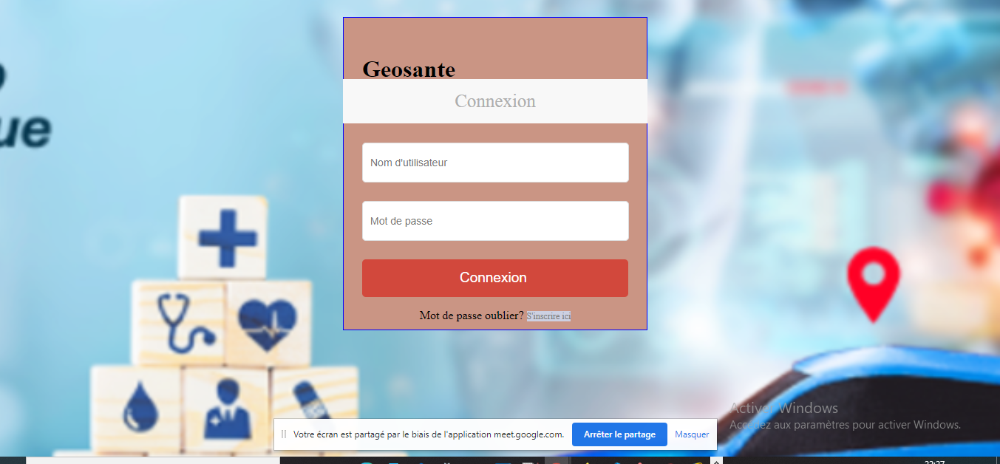 ue
Geosante
Connexion
Nom d'utilisateur
Mot de passe
Connexion
Mot de passe oublier? S'inscrire ici
Activer Windows
Accédez aux paramètres pour activer Windows.
Votre écran est partagé par le biais de l'application meet.google.com.
Arrêter le partage
Masquer